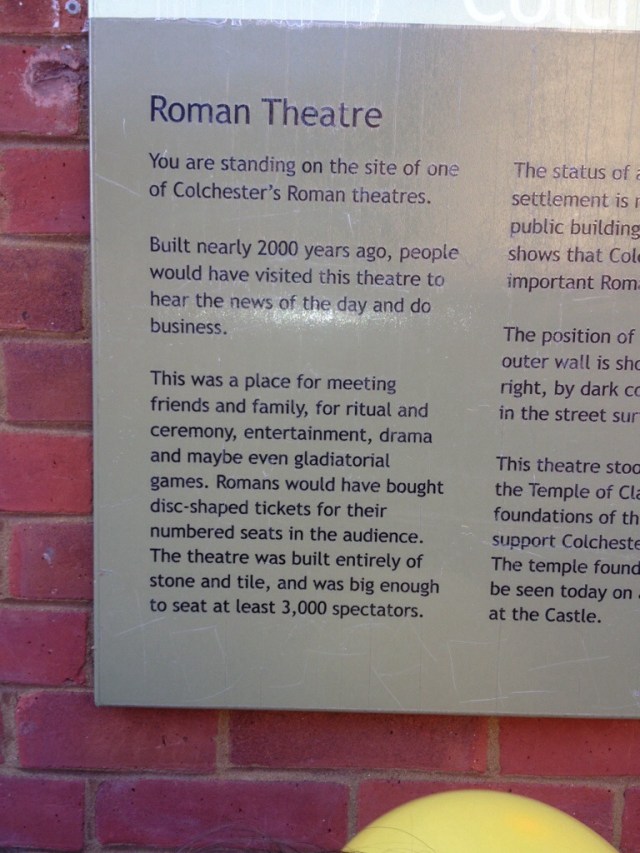 Roman Theatre
You are standing on the site of one
of Colchester's Roman theatres.
Built nearly 2000 years ago, people
would have visited this theatre to
hear the news of the day and do
business.
This was a place for meeting
friends and family, for ritual and
ceremony, entertainment, drama
and maybe even gladiatorial
games. Romans would have bought
disc-shaped tickets for their
numbered seats in the audience.
The theatre was built entirely of
stone and tile, and was big enough
to seat at least 3,000 spectators.
The status of
settlement is
public building
shows that
important
The position of
outer wall is
right, by dark
in the street
This theatre
the Temple of
foundations of
support
The temple
be seen today on
at the Castle.